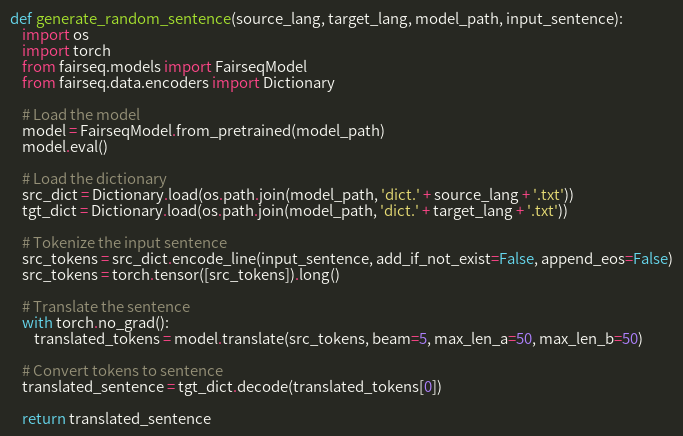 def generate_random_sentence(source_lang, target_lang, model_path, input_sentence):
    import os
    import torch
    from fairseq.models import FairseqModel
    from fairseq.data.encoders import Dictionary

    # Load the model
    model = FairseqModel.from_pretrained(model_path)
    model.eval()

    # Load the dictionary
    src_dict = Dictionary.load(os.path.join(model_path, 'dict.' + source_lang + '.txt'))
    tgt_dict = Dictionary.load(os.path.join(model_path, 'dict.' + target_lang + '.txt'))

    # Tokenize the input sentence
    src_tokens = src_dict.encode_line(input_sentence, add_if_not_exist=False, append_eos=False)
    src_tokens = torch.tensor([src_tokens]).long()

    # Translate the sentence
    with torch.no_grad():
        translated_tokens = model.translate(src_tokens, beam=5, max_len_a=50, max_len_b=50)

    # Convert tokens to sentence
    translated_sentence = tgt_dict.decode(translated_tokens[0])

    return translated_sentence